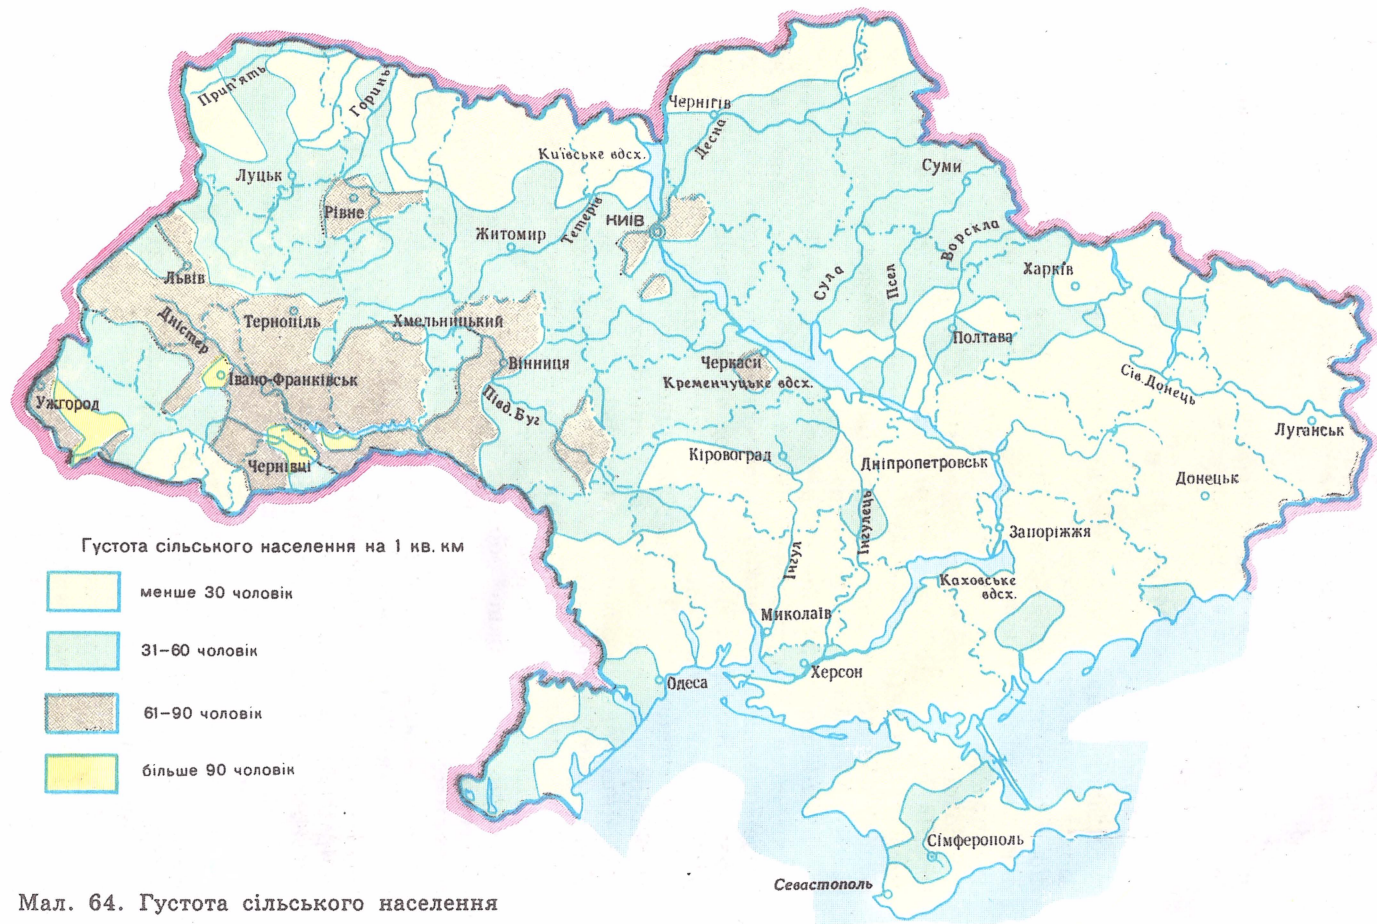 Прип'ять
Горинь
Чернігів
Десна
Київське вдсх.
Луцьк
Суми
Рівне
Житомир
Тетерів
КИЇВ
Ворскла
Харків
Львів
Сула
Псел
Тернопіль
Хмельницький
Дністер
Полтава
Вінниця
Черкаси
Кременчуцьке вдсх.
Сів. Донець
Івано-Франківськ
Ужгород
Півд. Буг
Луганськ
Чернівці
Кіровоград
Дніпропетровськ
Донецьк
Інгулець
Запоріжжя
Інгул
Каховське
вдсх.
Миколаїв
Херсон
Одеса
Сімферополь
Севастополь
Густота сільського населення на 1 кв. км
менше 30 чоловік
31–60 чоловік
61–90 чоловік
більше 90 чоловік
Мал. 64. Густота сільського населення